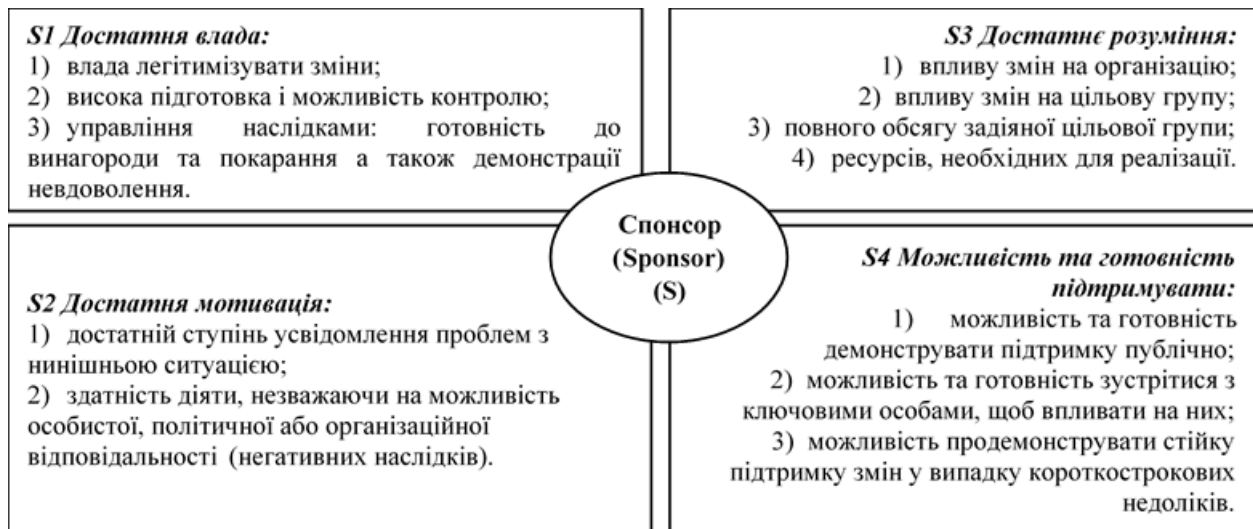 S1 Достатня влада:
1) влада легітимізувати зміни;
2) висока підготовка і можливість контролю;
3) управління наслідками: готовність до
винагороди та покарання а також демонстрації
невдоволення.
S3 Достатнє розуміння:
1) впливу змін на організацію;
2) впливу змін на цільову групу;
3) повного обсягу задіяної цільової групи;
4) ресурсів, необхідних для реалізації.
Спонсор
(Sponsor)
(S)
S2 Достатня мотивація:
1) достатній ступінь усвідомлення проблем з
нинішньою ситуацією;
2) здатність діяти, незважаючи на можливість
особистої, політичної або організаційної
відповідальності (негативних наслідків).
S4 Можливість та готовність
підтримувати:
1) можливість та готовність
демонструвати підтримку публічно;
2) можливість та готовність зустрітися з
ключовими особами, щоб впливати на них;
3) можливість продемонструвати стійку
підтримку змін у випадку короткострокових
недоліків.